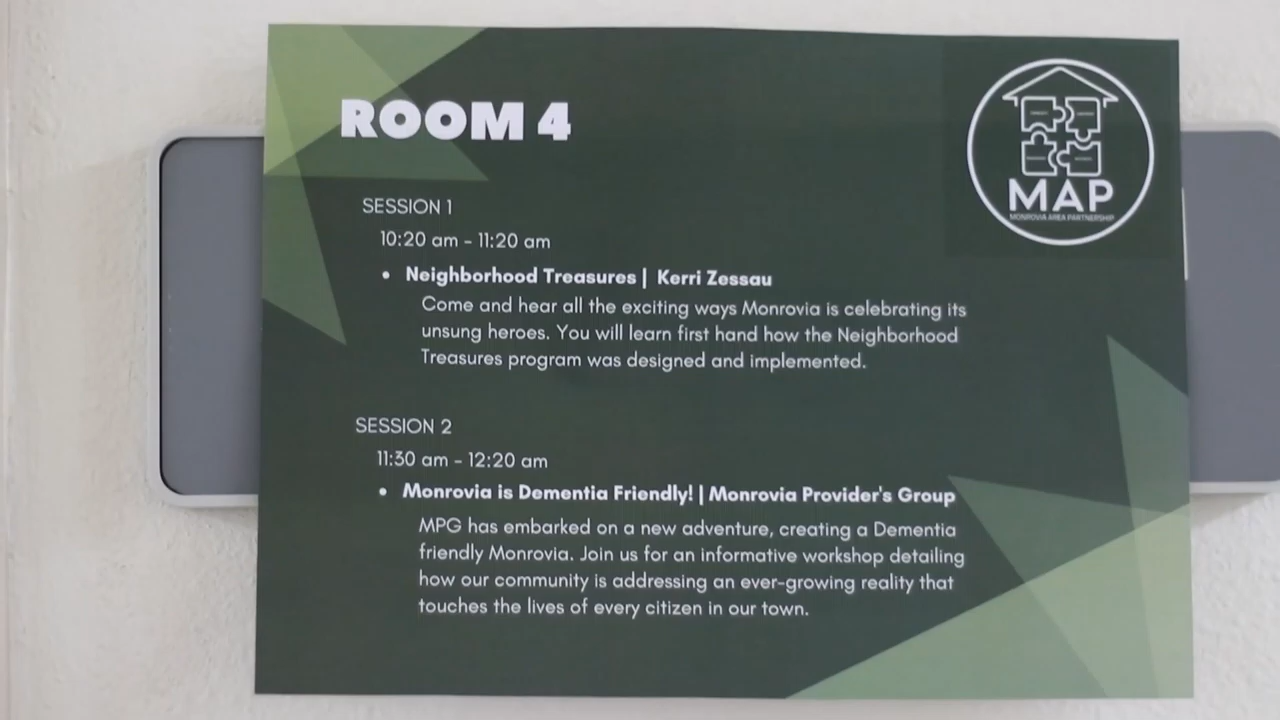 ROOM 4
SESSION 1
10:20 am - 11:20 am
• Neighborhood Treasures | Kerri Zessau
Come and hear all the exciting ways Monrovia is celebrating its
unsung heroes. You will learn first hand how the Neighborhood
Treasures program was designed and implemented.
SESSION 2
11:30 am - 12:20 am
• Monrovia is Dementia Friendly! | Monrovia Provider's Group
MPG has embarked on a new adventure, creating a Dementia
friendly Monrovia. Join us for an informative workshop detailing
how our community is addressing an ever-growing reality that
touches the lives of every citizen in our town.
MAP
MONROVIA AREA PARTNERSHIP